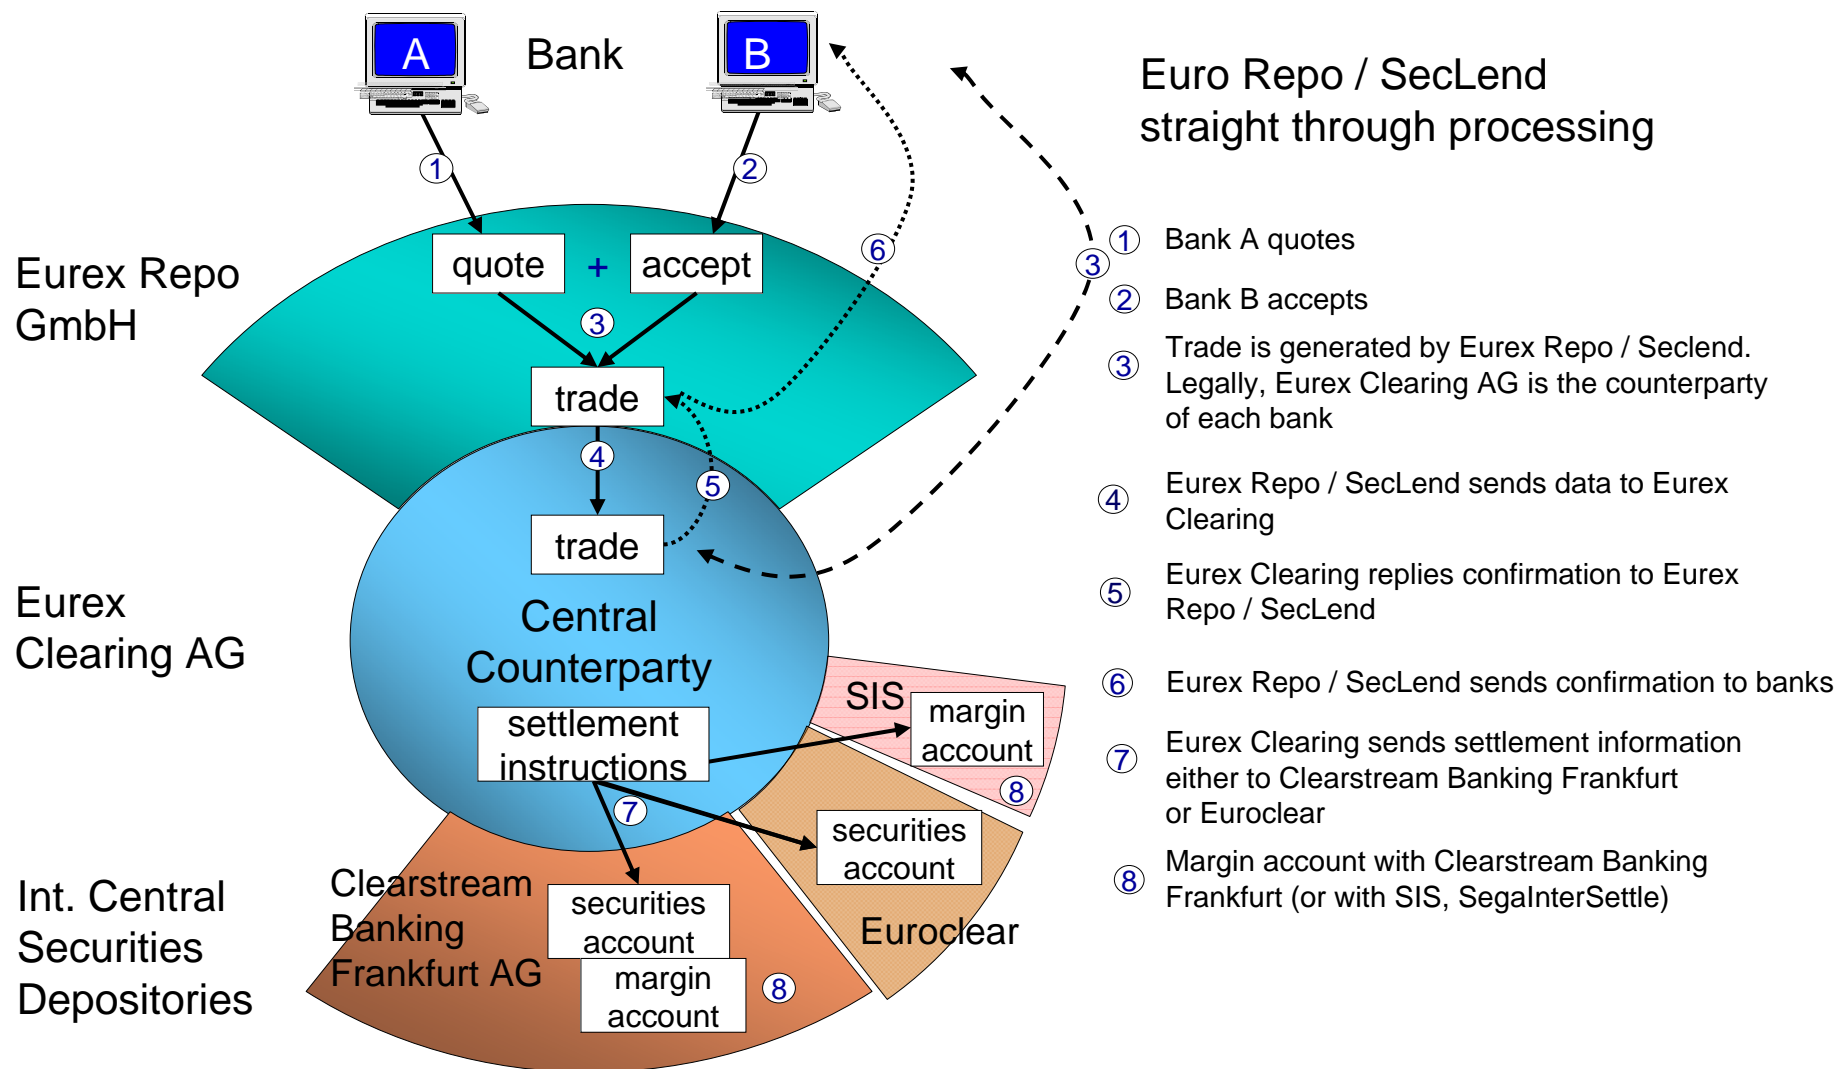 A
Bank
B
Euro Repo / SecLend
straight through processing
1
2
Eurex Repo
GmbH
quote
+
accept
6
3
3
trade
4
5
trade
Eurex
Clearing AG
Central
Counterparty
settlement
instructions
7
SIS
margin
account
8
securities
account
Euroclear
Int. Central
Securities
Depositories
Clearstream
Banking
Frankfurt AG
securities
account
margin
account
8
1 Bank A quotes
2 Bank B accepts
3 Trade is generated by Eurex Repo / Seclend.
Legally, Eurex Clearing AG is the counterparty
of each bank
4 Eurex Repo / SecLend sends data to Eurex
Clearing
5 Eurex Clearing replies confirmation to Eurex
Repo / SecLend
6 Eurex Repo / SecLend sends confirmation to banks
7 Eurex Clearing sends settlement information
either to Clearstream Banking Frankfurt
or Euroclear
8 Margin account with Clearstream Banking
Frankfurt (or with SIS, SegaInterSettle)